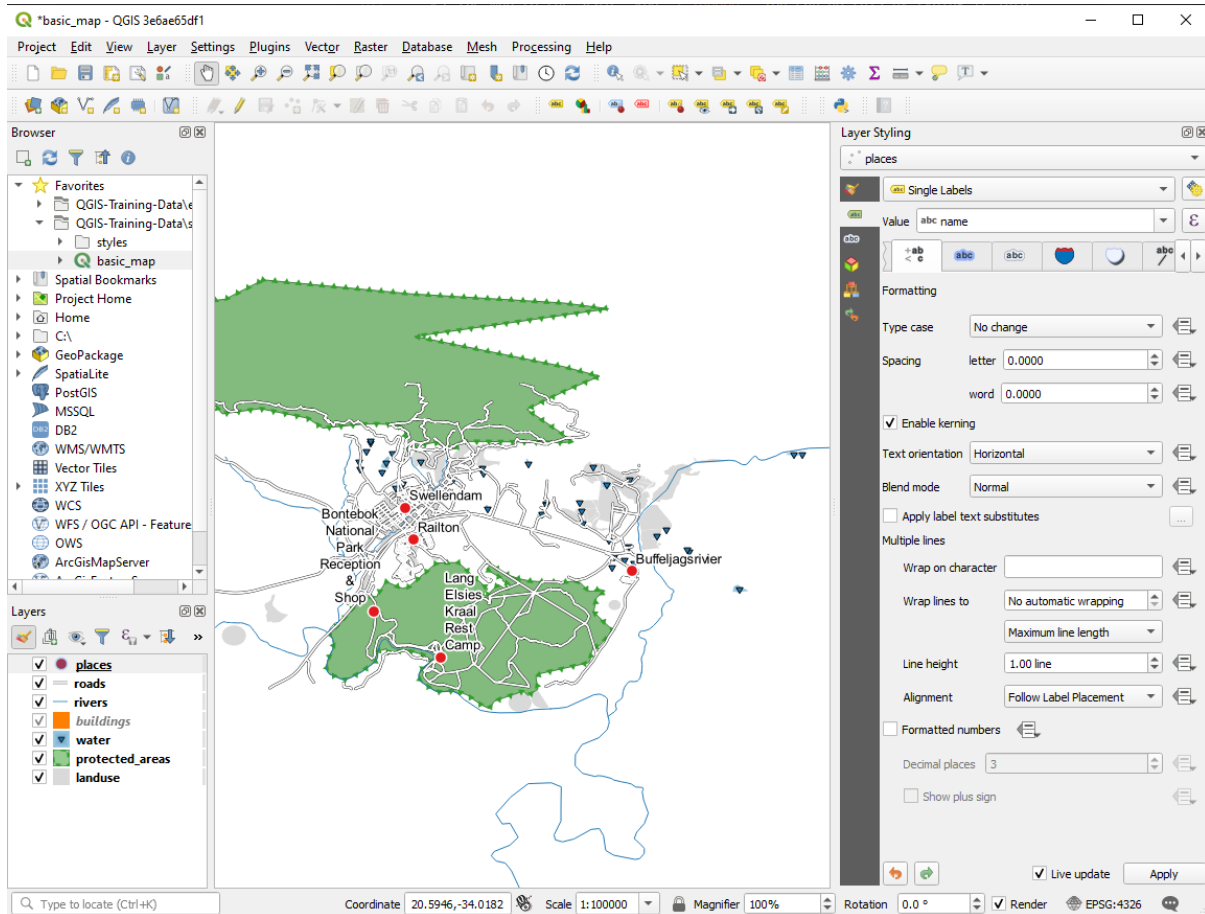 *basic_map - QGIS 3e6ae65df1
Project Edit View Layer Settings Plugins Vector Raster Database Mesh Processing Help
Browser
Favorites
QGIS-Training-Data\e
QGIS-Training-Data\s
styles
basic_map
Spatial Bookmarks
Project Home
Home
C:\
GeoPackage
SpatiaLite
PostGIS
MSSQL
DB2
WMS/WMTS
Vector Tiles
XYZ Tiles
WCS
WFS / OGC API - Feature
OWS
ArcGisMapServer
Layers
places
roads
rivers
buildings
water
protected_areas
landuse
Swellendam
Bontebok
National
Park
Reception
&
Shop
Railton
Lang
Elsies
Kraal
Rest
Camp
Buffeljagsrivier
Layer Styling
places
Single Labels
Value abc name
Formatting
Type case No change
Spacing letter 0.0000
word 0.0000
Enable kerning
Text orientation Horizontal
Blend mode Normal
Apply label text substitutes ...
Multiple lines
Wrap on character
Wrap lines to No automatic wrapping
Maximum line length
Line height 1.00 line
Alignment Follow Label Placement
Formatted numbers
Decimal places 3
Show plus sign
Live update Apply
Type to locate (Ctrl+K) Coordinate 20.5946,-34.0182 Scale 1:100000 Magnifier 100% Rotation 0.0 ° Render EPSG:4326